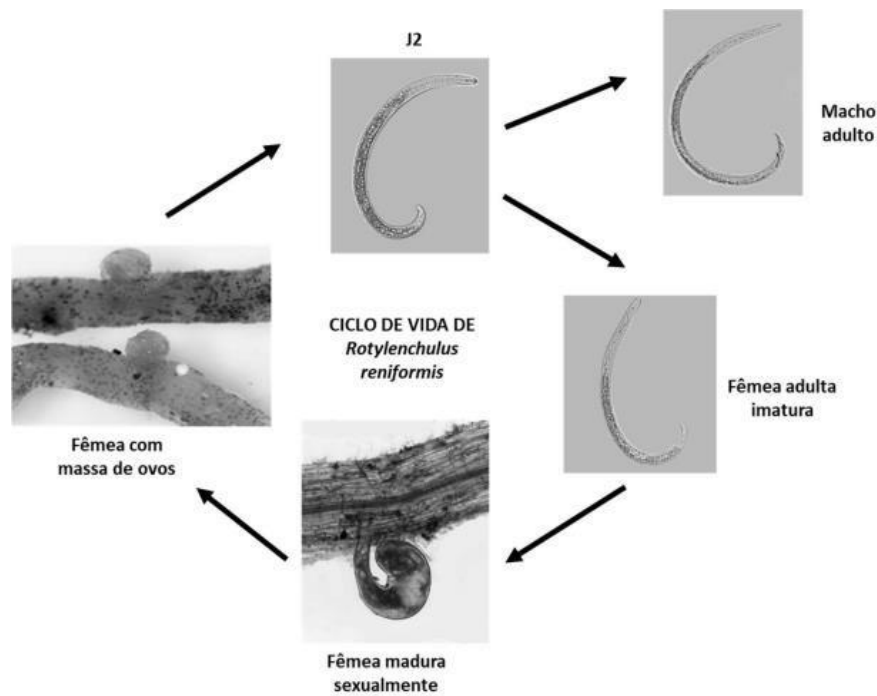 J2
Macho
adulto
CICLO DE VIDA DE
Rotylenchulus
reniformis
Fêmea adulta
imatura
Fêmea com
massa de ovos
Fêmea madura
sexualmente